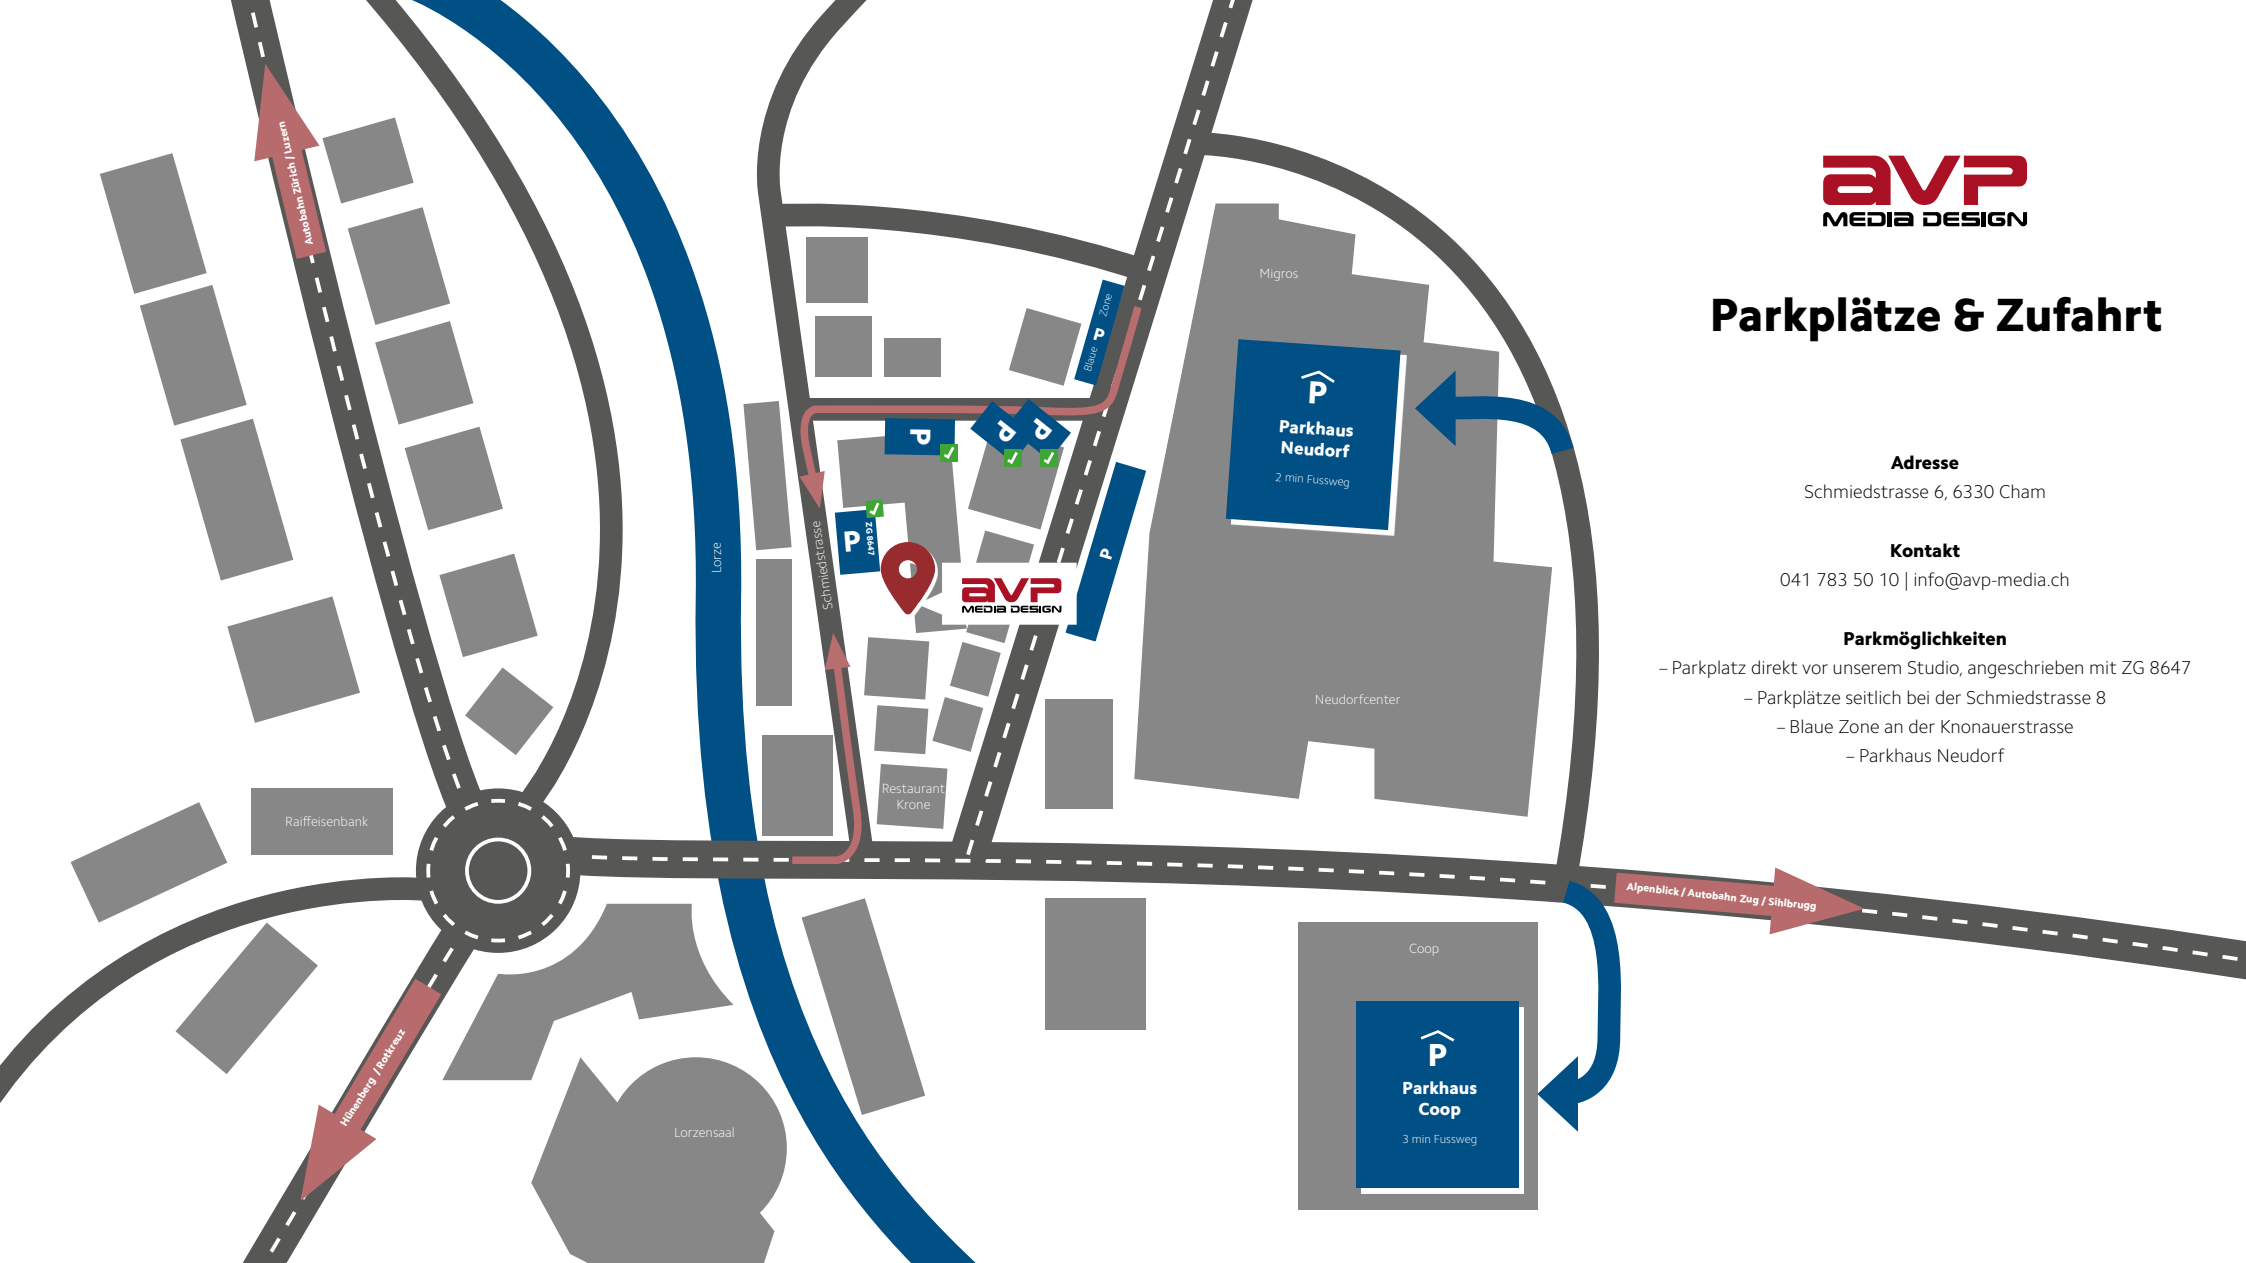 avp
MEDIA DESIGN
Parkplätze & Zufahrt
Adresse
Schmiedstrasse 6, 6330 Cham
Kontakt
041 783 50 10 | info@avp-media.ch
Parkmöglichkeiten
– Parkplatz direkt vor unserem Studio, angeschrieben mit ZG 8647
– Parkplätze seitlich bei der Schmiedstrasse 8
– Blaue Zone an der Knonauerstrasse
– Parkhaus Neudorf
Autobahn Zürich / Luzern
Migros
Blaue P Zone
P
Parkhaus
Neudorf
2 min Fussweg
P
P
P
P
ZG 8647
P
Lorze
Schmiedstrasse
avp
MEDIA DESIGN
Neudorfcenter
Restaurant
Krone
Raiffeisenbank
Alpenblick / Autobahn Zug / Sihlbrugg
Coop
P
Parkhaus
Coop
3 min Fussweg
Hünenberg / Rotkreuz
Lorzensaal